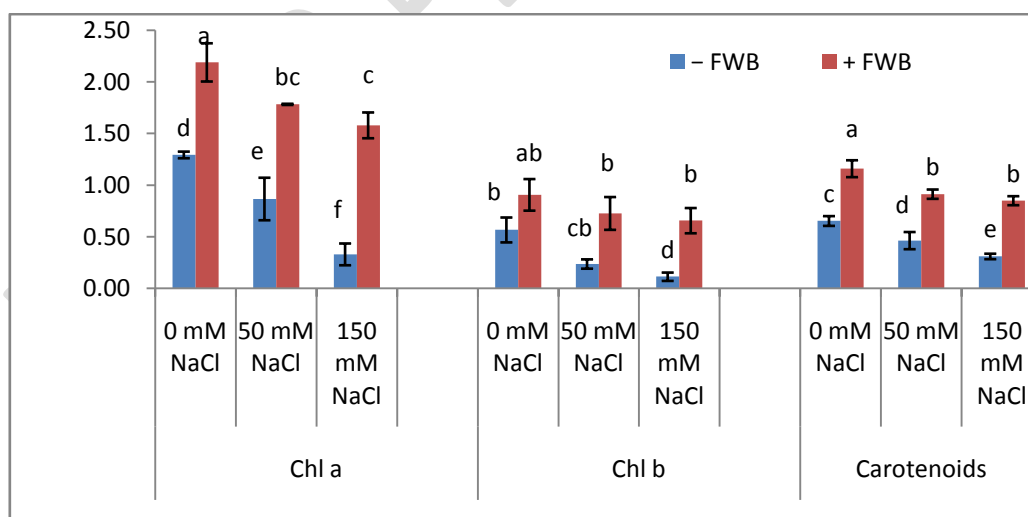 2.50
2.00
1.50
1.00
0.50
0.00
− FWB + FWB
a
bc
c
d
e
f
b
ab
cb
b
d
b
c
a
d
b
e
b
0 mM NaCl
50 mM NaCl
150 mM NaCl
0 mM NaCl
50 mM NaCl
150 mM NaCl
0 mM NaCl
50 mM NaCl
150 mM NaCl
Chl a
Chl b
Carotenoids